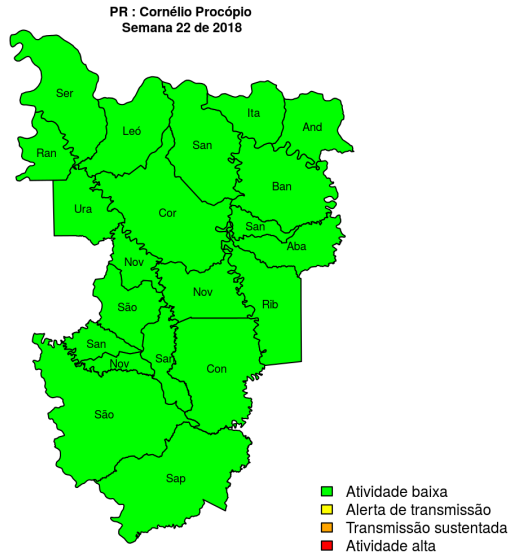 PR : Cornélio Procópio
Semana 22 de 2018
Ser
Leó
Ita
And
San
Ran
Ban
Ura
Cor
San
Aba
Nov
Nov
Rib
São
San
San
Nov
Con
São
Sap
Atividade baixa
Alerta de transmissão
Transmissão sustentada
Atividade alta